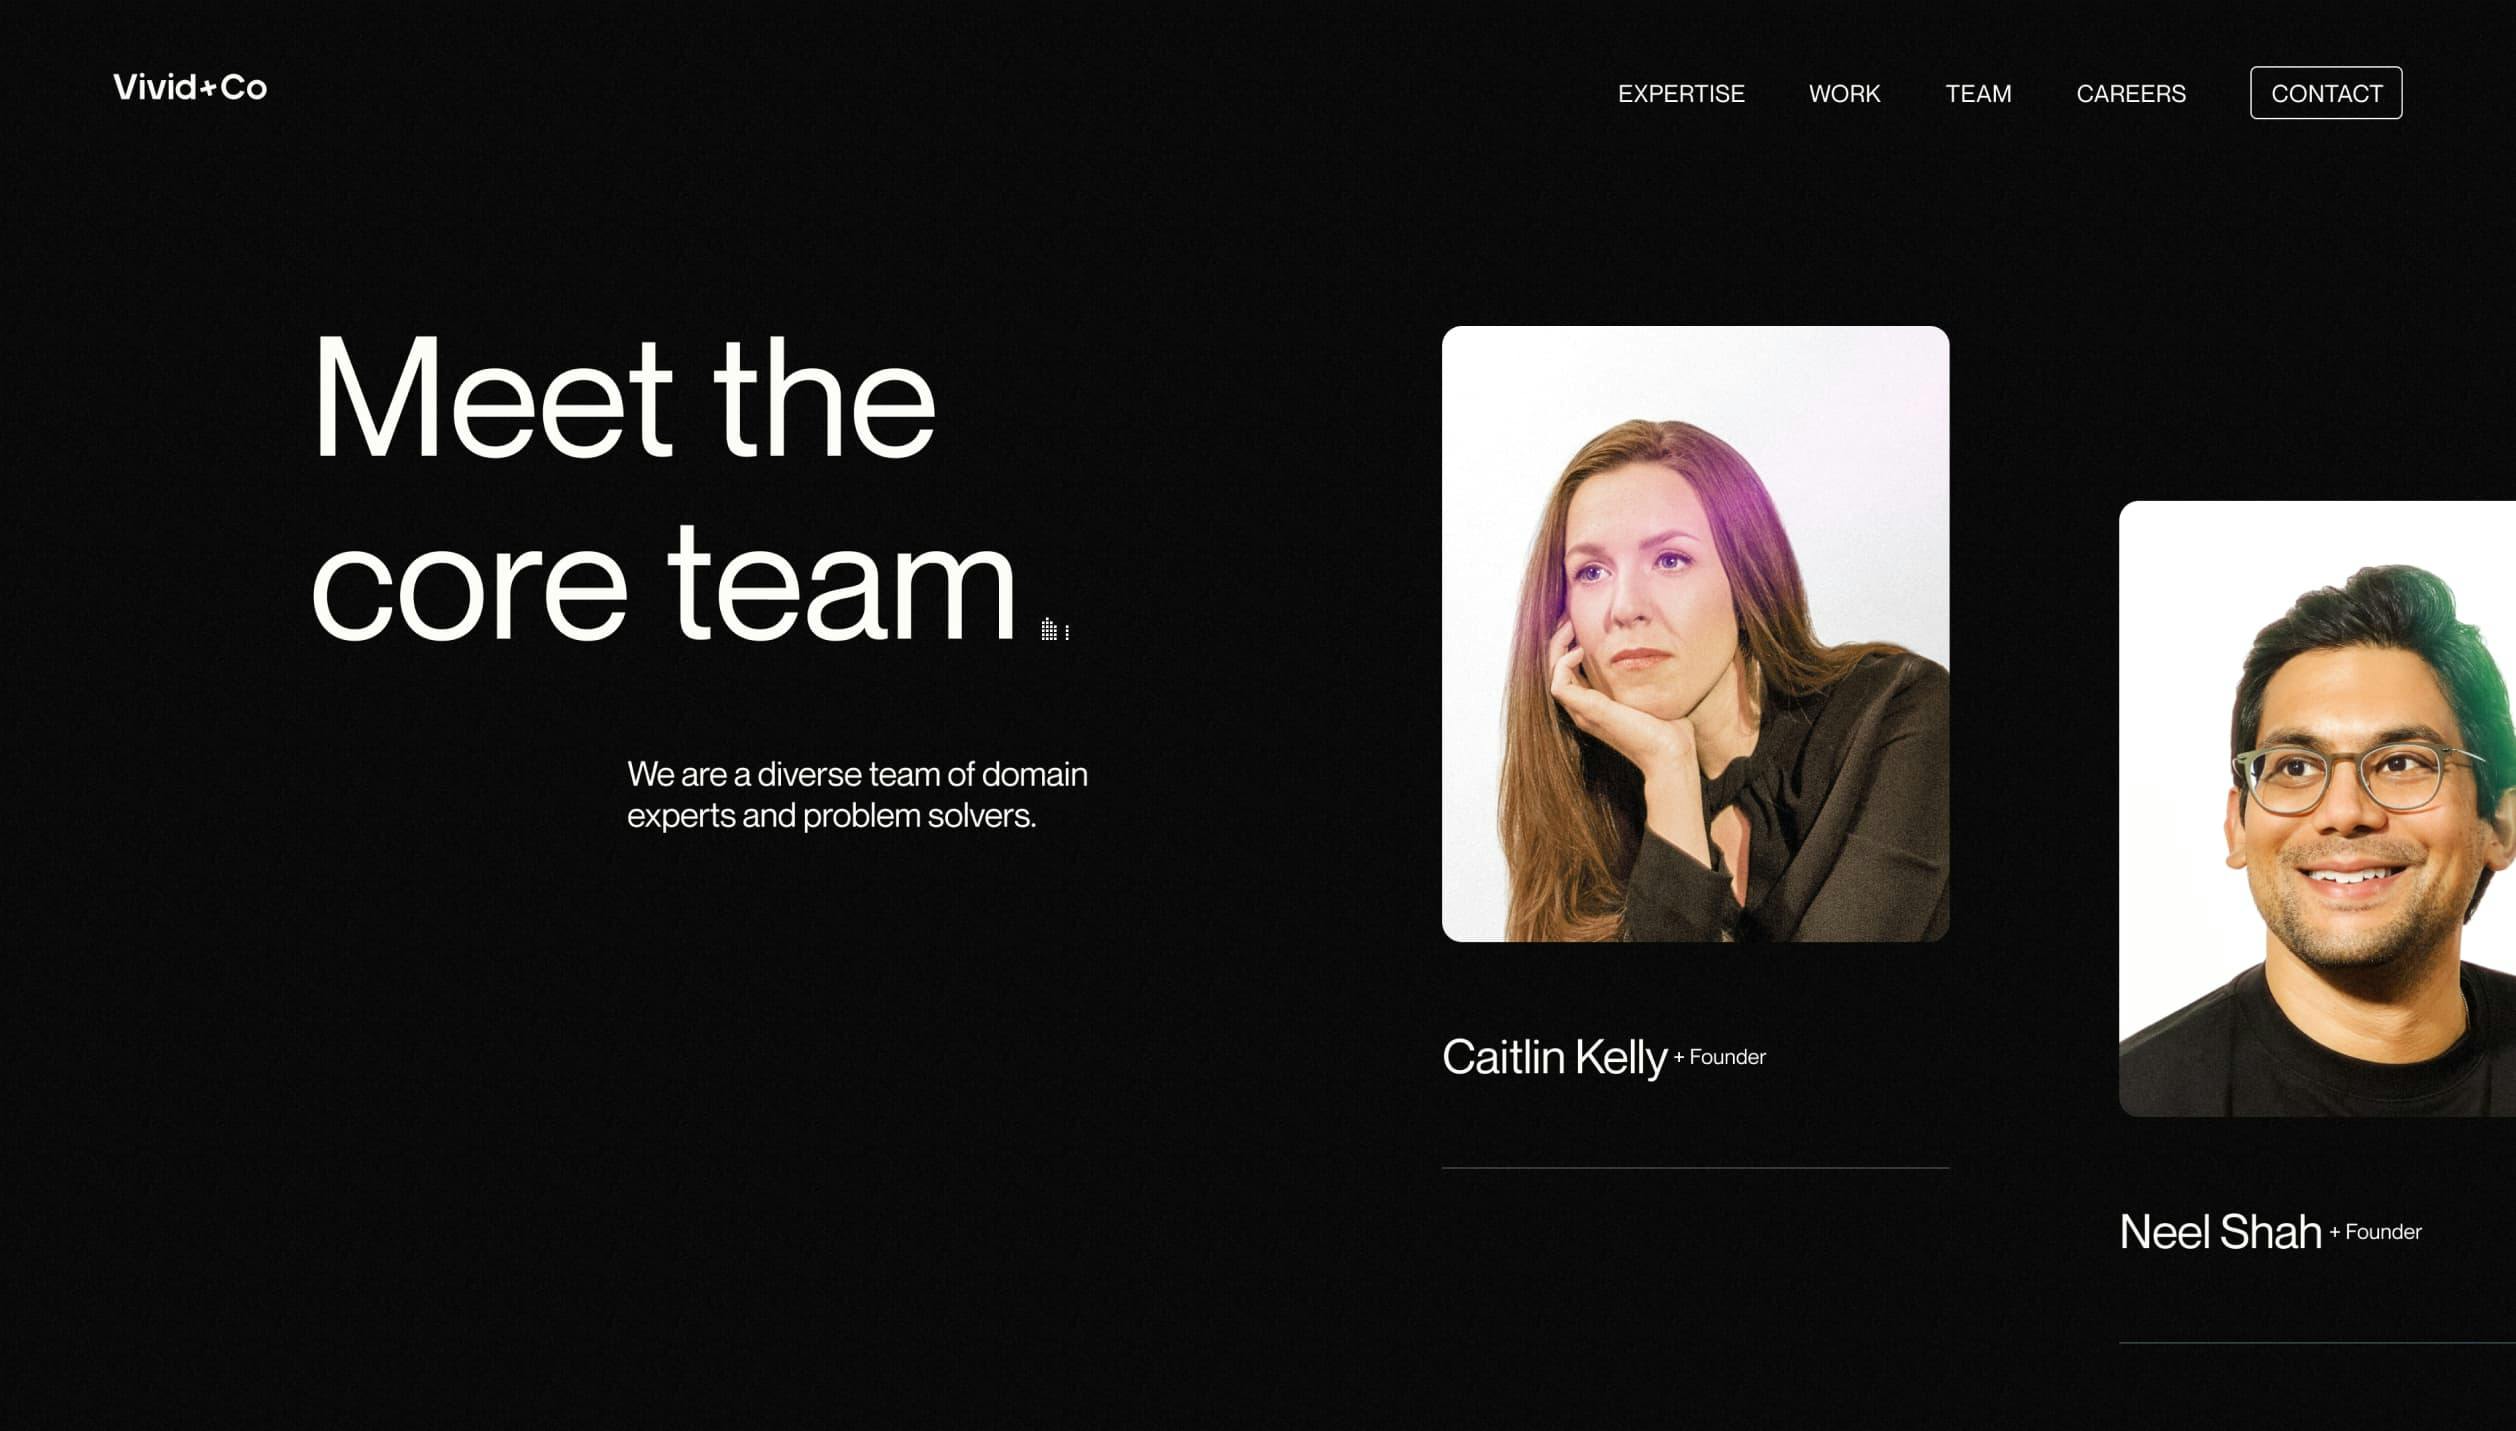 Vivid+Co
EXPERTISE
WORK
TEAM
CAREERS
CONTACT
Meet the
core team
We are a diverse team of domain
experts and problem solvers.
Caitlin Kelly + Founder
Neel Shah + Founder